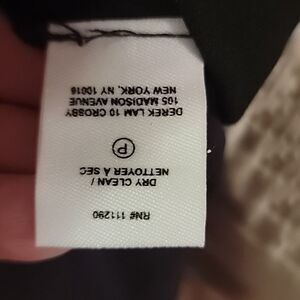 RN# 111290
DRY CLEAN /
NETTOYER À SEC
P
DEREK LAM 10 CROSBY
105 MADISON AVENUE
NEW YORK, NY 10016